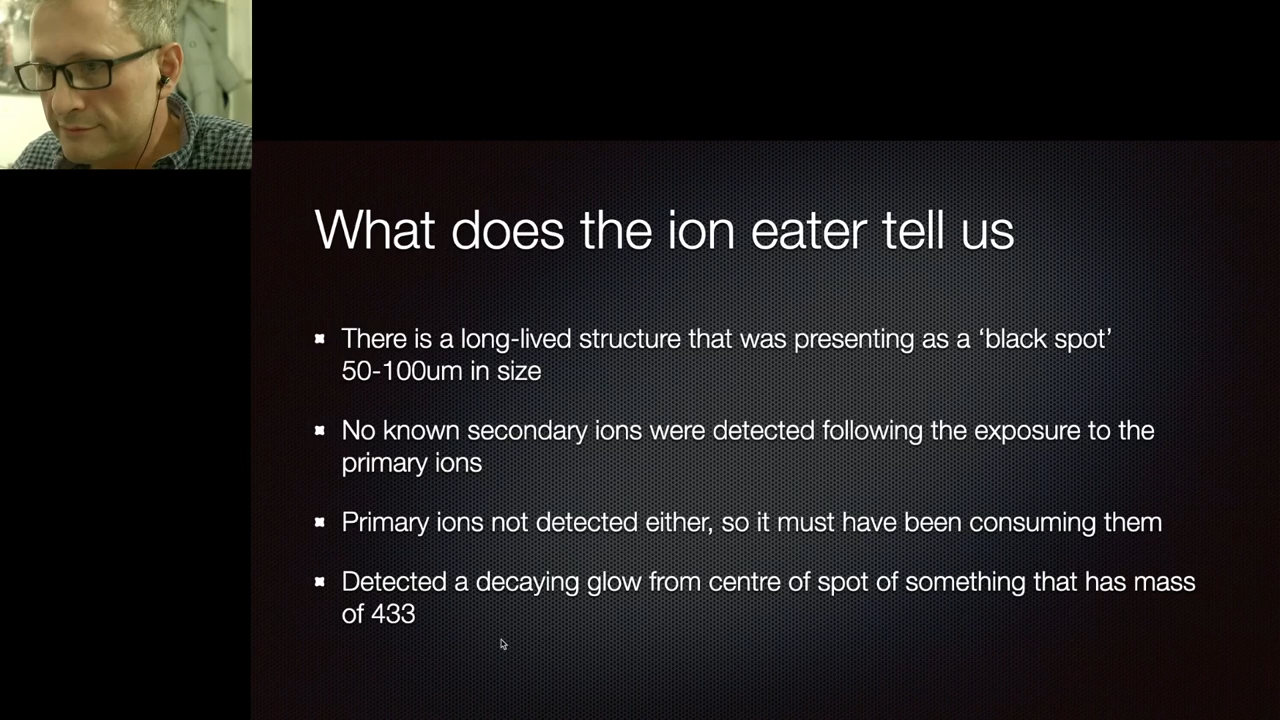 What does the ion eater tell us
There is a long-lived structure that was presenting as a ‘black spot’
50-100um in size
No known secondary ions were detected following the exposure to the
primary ions
Primary ions not detected either, so it must have been consuming them
Detected a decaying glow from centre of spot of something that has mass
of 433